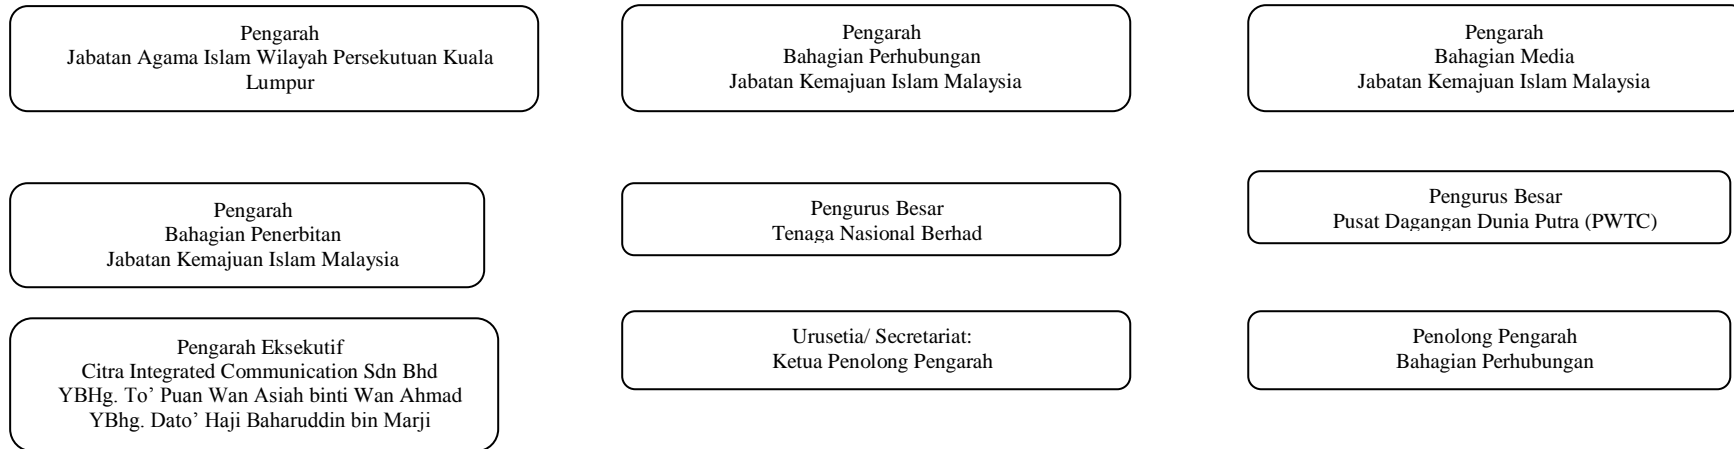 Pengarah
Jabatan Agama Islam Wilayah Persekutuan Kuala
Lumpur
Pengarah
Bahagian Perhubungan
Jabatan Kemajuan Islam Malaysia
Pengarah
Bahagian Media
Jabatan Kemajuan Islam Malaysia
Pengarah
Bahagian Penerbitan
Jabatan Kemajuan Islam Malaysia
Pengurus Besar
Tenaga Nasional Berhad
Pengurus Besar
Pusat Dagangan Dunia Putra (PWTC)
Pengarah Eksekutif
Citra Integrated Communication Sdn Bhd
YBHg. To’ Puan Wan Asiah binti Wan Ahmad
YBhg. Dato’ Haji Baharuddin bin Marji
Urusetia/ Secretariat:
Ketua Penolong Pengarah
Penolong Pengarah
Bahagian Perhubungan